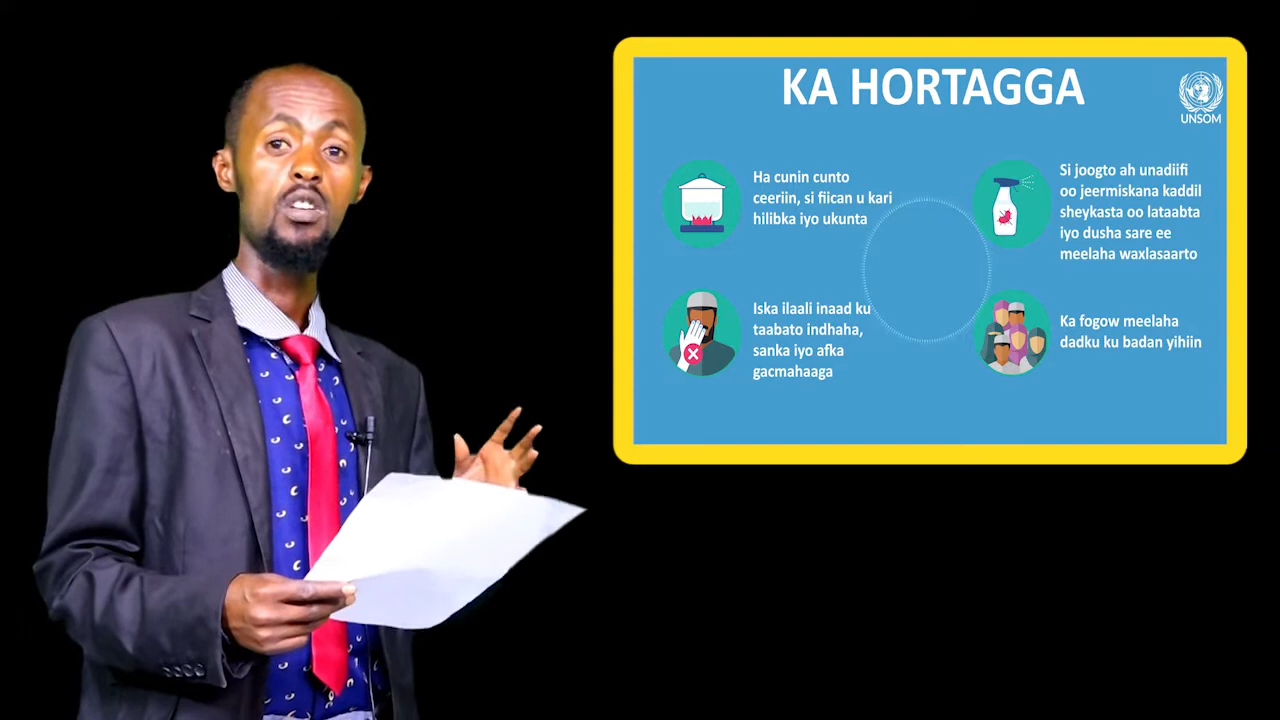 KA HORTAGGA
UNSOM
Ha cunin cunto
ceeriin, si fiican u kari
hilibka iyo ukunta
Si joogto ah unadiifi
oo jeermiskana kaddil
sheykasta oo lataabta
iyo dusha sare ee
meelaha waxlasaarto
Iska ilaali inaad ku
taabato indhaha,
sanka iyo afka
gacmahaaga
Ka fogow meelaha
dadku ku badan yihiin